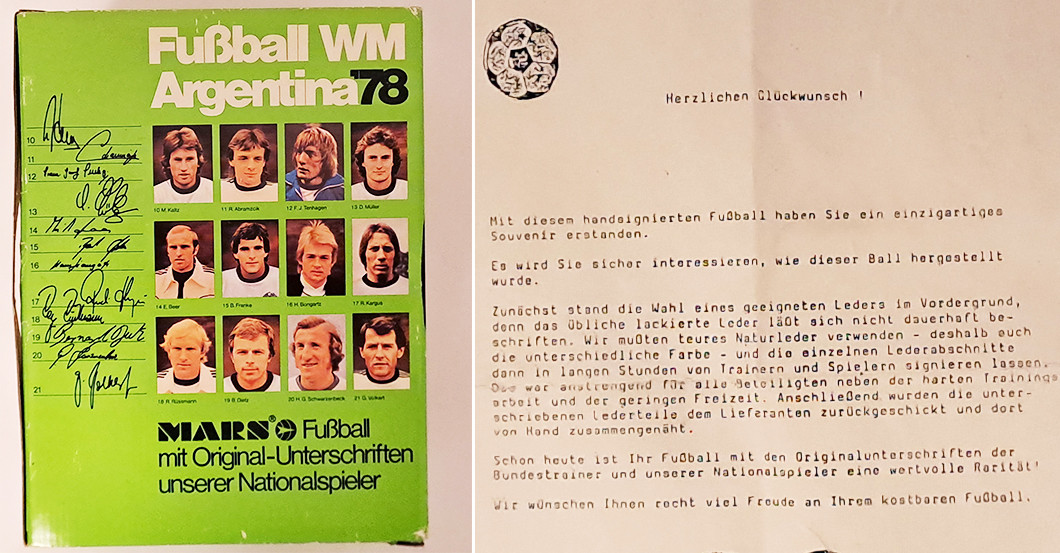 Fußball WM
Argentina'78
10
11
12
13
14
15
16
17
18
19
20
21
10 M. Kaltz
11 R. Abramczik
12 F.J. Tenhagen
13 D. Müller
14 E. Beer
15 B. Franke
16 H. Bongartz
17 R. Kargus
18 R. Rüssmann
19 B. Dietz
20 H.G. Schwarzenbeck
21 G. Volkert
MARS® Fußball
mit Original-Unterschriften
unserer Nationalspieler
Herzlichen Glückwunsch !
Mit diesem handsignierten Fußball haben Sie ein einzigartiges
Souvenir erstanden.
Es wird Sie sicher interessieren, wie dieser Ball hergestellt
wurde.
Zunächst stand die Wahl eines geeigneten Leders im Vordergrund,
denn das übliche lackierte Leder läßt sich nicht dauerhaft be-
schriften. Wir mußten teures Naturleder verwenden - deshalb auch
die unterschiedliche Farbe - und die einzelnen Lederabschnitte
dann in langen Stunden von Trainern und Spielern signieren lassen.
Das war anstrengend für alle Beteiligten neben der harten Trainings-
arbeit und der geringen Freizeit. Anschließend wurden die unter-
schriebenen Lederteile dem Lieferanten zurückgeschickt und dort
von Hand zusammengenäht.
Schon heute ist Ihr Fußball mit den Originalunterschriften der
Bundestrainer und unserer Nationalspieler eine wertvolle Rarität!
Wir wünschen Ihnen recht viel Freude an Ihrem kostbaren Fußball.